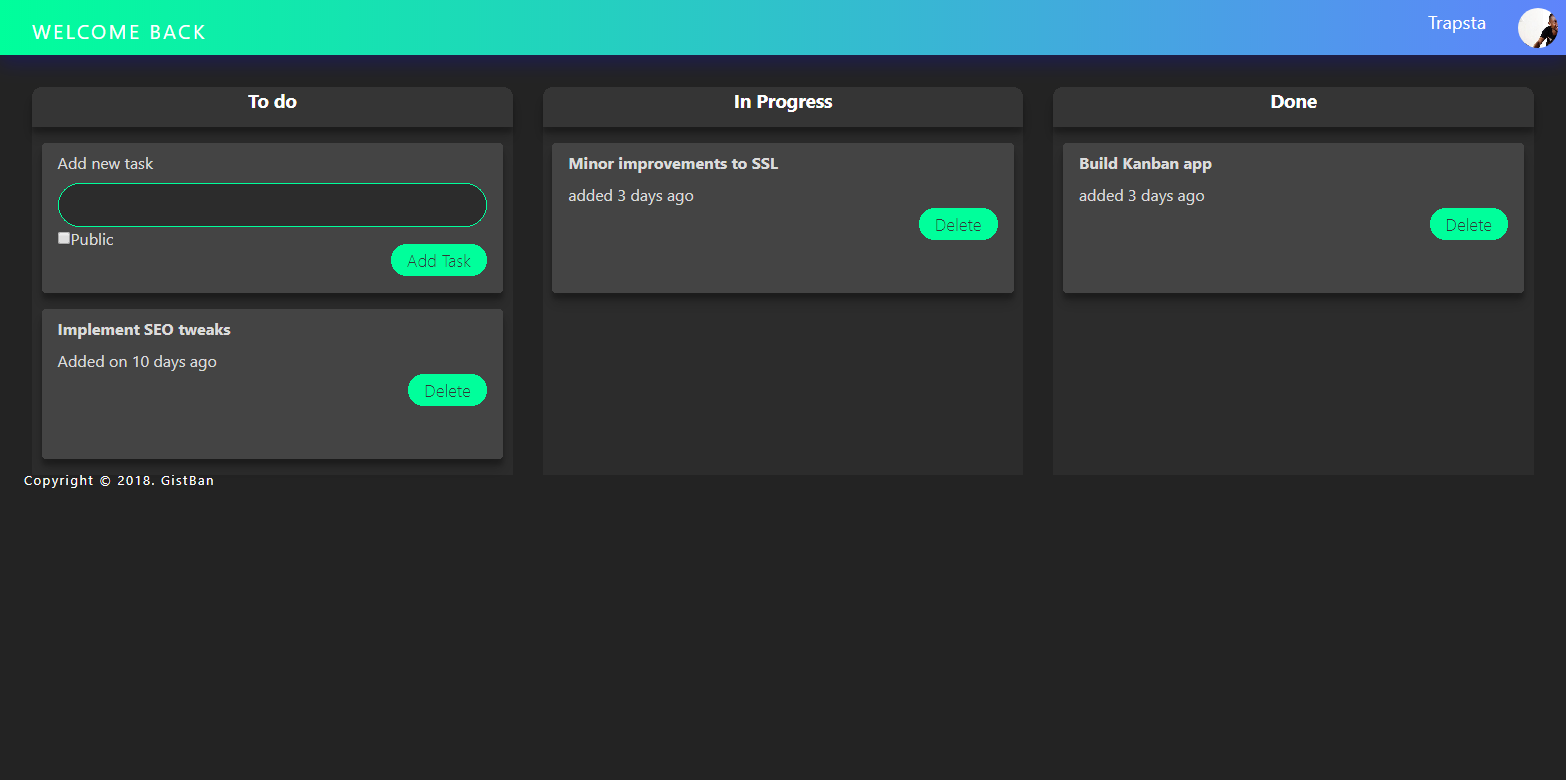 WELCOME BACK
Trapsta
To do
Add new task
Public
Add Task
Implement SEO tweaks
Added on 10 days ago
Delete
In Progress
Minor improvements to SSL
added 3 days ago
Delete
Done
Build Kanban app
added 3 days ago
Delete
Copyright © 2018. GistBan